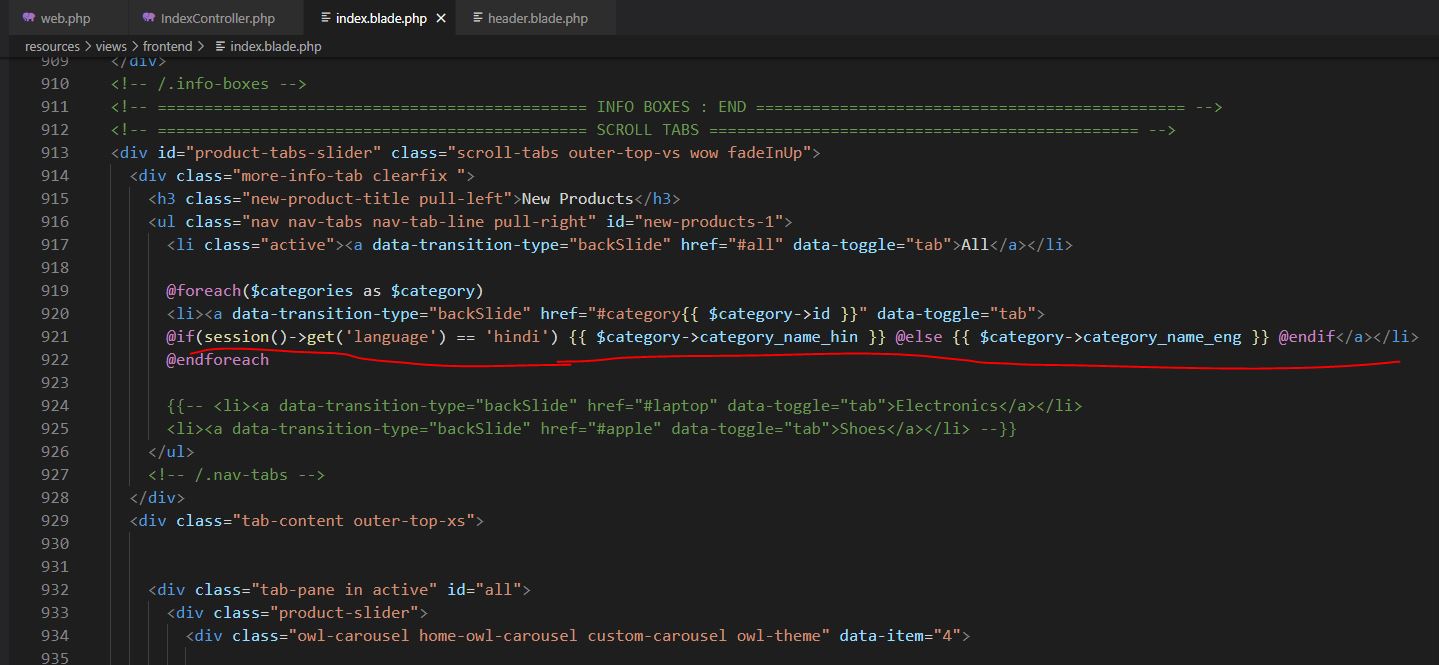 web.php IndexController.php index.blade.php × header.blade.php
resources > views > frontend > index.blade.php
909 </div>
910 <!-- /.info-boxes -->
911 <!-- ============================================== INFO BOXES : END ============================================== -->
912 <!-- ============================================== SCROLL TABS ============================================== -->
913 <div id="product-tabs-slider" class="scroll-tabs outer-top-vs wow fadeInUp">
914 <div class="more-info-tab clearfix ">
915 <h3 class="new-product-title pull-left">New Products</h3>
916 <ul class="nav nav-tabs nav-tab-line pull-right" id="new-products-1">
917 <li class="active"><a data-transition-type="backSlide" href="#all" data-toggle="tab">All</a></li>
918
919 @foreach($categories as $category)
920 <li><a data-transition-type="backSlide" href="#category{{ $category->id }}" data-toggle="tab">
921 @if(session()->get('language') == 'hindi') {{ $category->category_name_hin }} @else {{ $category->category_name_eng }} @endif</a></li>
922 @endforeach
923
924 {{-- <li><a data-transition-type="backSlide" href="#laptop" data-toggle="tab">Electronics</a></li>
925 <li><a data-transition-type="backSlide" href="#apple" data-toggle="tab">Shoes</a></li> --}}
926 </ul>
927 <!-- /.nav-tabs -->
928 </div>
929 <div class="tab-content outer-top-xs">
930
931
932 <div class="tab-pane in active" id="all">
933 <div class="product-slider">
934 <div class="owl-carousel home-owl-carousel custom-carousel owl-theme" data-item="4">
935